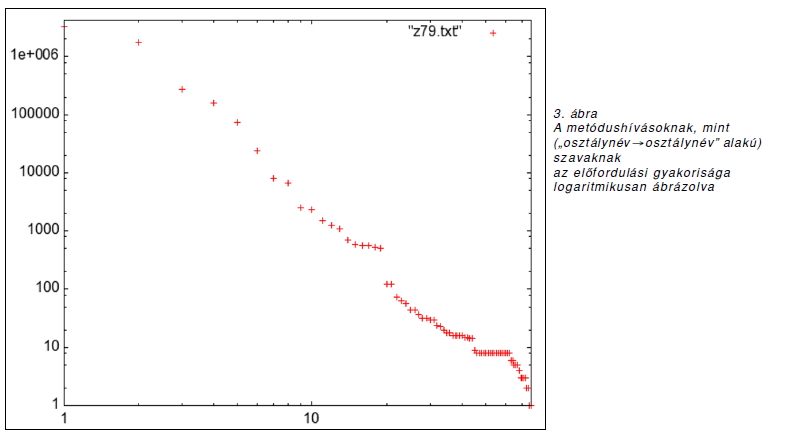 "z79.txt"
1e+006
100000
10000
1000
100
10
1
1
10
3. ábra
A metódushívásoknak, mint
(„osztálynév→osztálynév” alakú)
szavaknak
az előfordulási gyakorisága
logaritmikusan ábrázolva